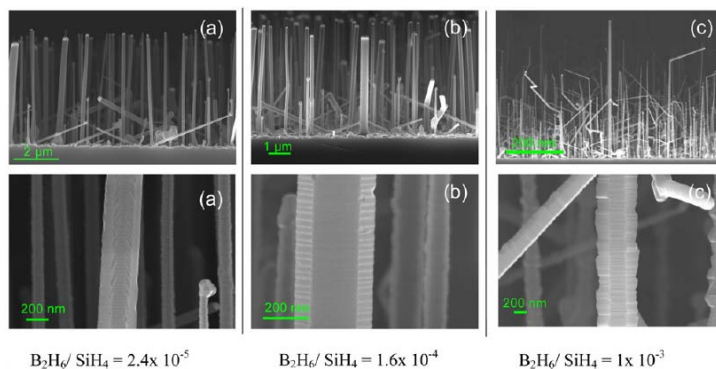 (a)
(b)
(c)
2 µm
1 µm
(a)
(b)
(c)
200 nm
200 nm
200 nm
B2H6/ SiH4 = 2.4x 10-5
B2H6/ SiH4 = 1.6x 10-4
B2H6/ SiH4 = 1x 10-3